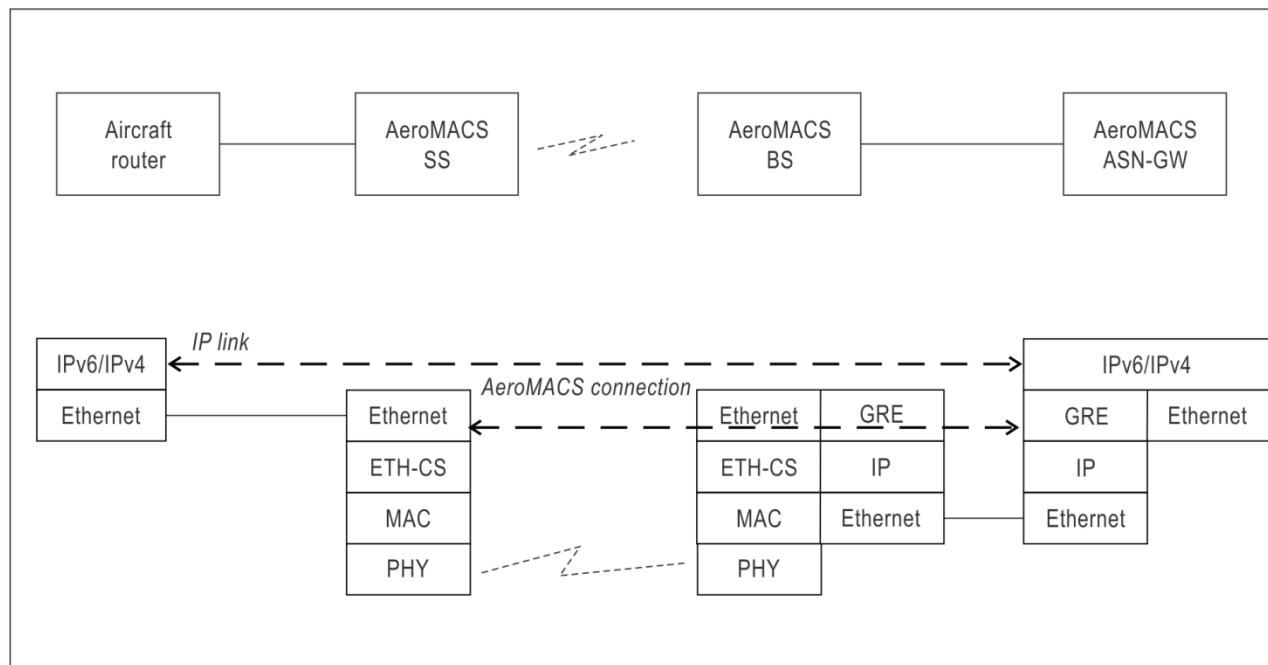 Aircraft
router
AeroMACS
SS
AeroMACS
BS
AeroMACS
ASN-GW
IP link
IPv6/IPv4
IPv6/IPv4
AeroMACS connection
Ethernet
Ethernet
Ethernet
GRE
GRE
Ethernet
ETH-CS
ETH-CS
IP
IP
MAC
MAC
Ethernet
Ethernet
PHY
PHY